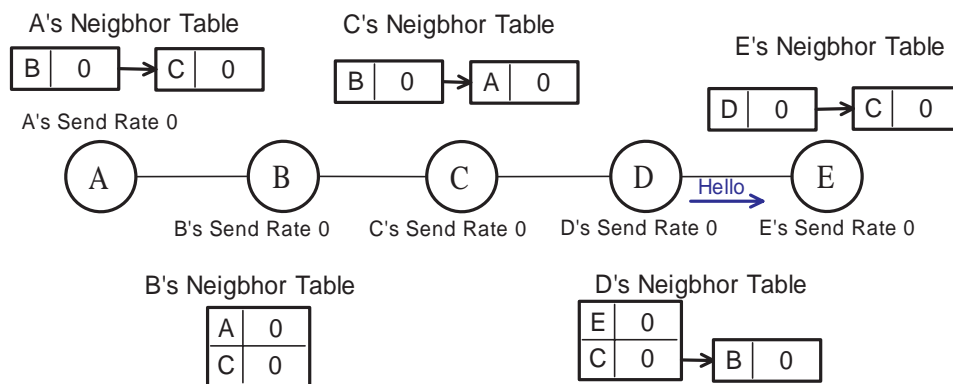 A's Neigbhor Table
B 0 C 0
A's Send Rate 0
C's Neigbhor Table
B 0 A 0
E's Neigbhor Table
D 0 C 0
A B C D E
Hello
B's Send Rate 0
C's Send Rate 0
D's Send Rate 0
E's Send Rate 0
B's Neigbhor Table
A 0
C 0
D's Neigbhor Table
E 0
C 0 B 0